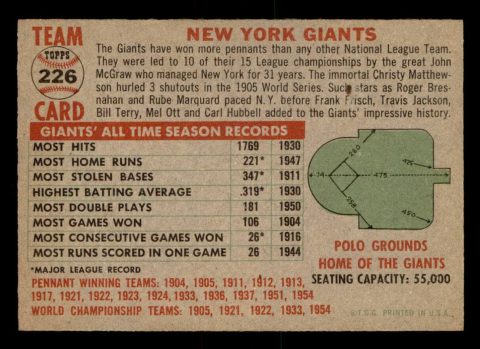 TEAM
TOPPS
226
CARD
NEW YORK GIANTS
The Giants have won more pennants than any other National League Team.
They were led to 10 of their 15 League championships by the great John
McGraw who managed New York for 31 years. The immortal Christy Matthew-
son hurled 3 shutouts in the 1905 World Series. Such stars as Roger Bres-
nahan and Rube Marquard paced N.Y. before Frank Frisch, Travis Jackson,
Bill Terry, Mel Ott and Carl Hubbell added to the Giants' impressive history.
GIANTS' ALL TIME SEASON RECORDS
MOST HITS 1769 1930
MOST HOME RUNS 221* 1947
MOST STOLEN BASES 347* 1911
HIGHEST BATTING AVERAGE .319* 1930
MOST DOUBLE PLAYS 181 1950
MOST GAMES WON 106 1904
MOST CONSECUTIVE GAMES WON 26* 1916
MOST RUNS SCORED IN ONE GAME 26 1944
*MAJOR LEAGUE RECORD
PENNANT WINNING TEAMS: 1904, 1905, 1911, 1912, 1913,
1917, 1921, 1922, 1923, 1924, 1933, 1936, 1937, 1951, 1954
WORLD CHAMPIONSHIP TEAMS: 1905, 1921, 1922, 1933, 1954
260
425
74
475
258
450
POLO GROUNDS
HOME OF THE GIANTS
SEATING CAPACITY: 55,000
© T.C.G. PRINTED IN U.S.A.